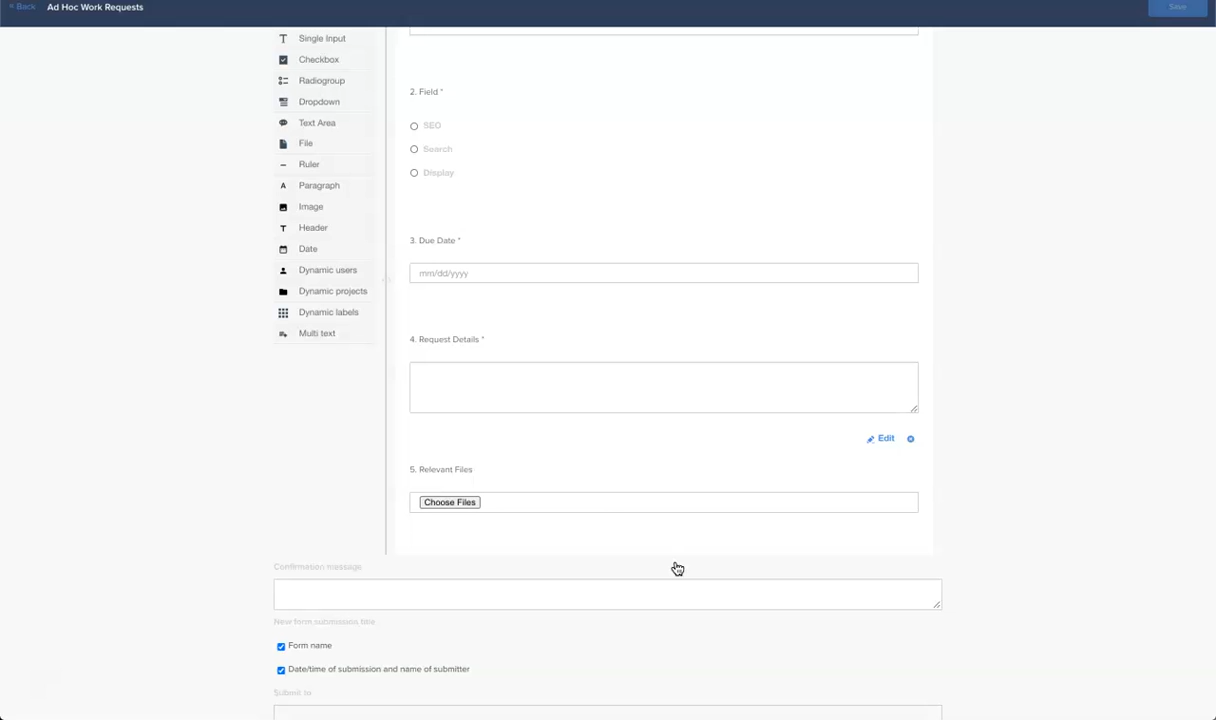 < Back
Ad Hoc Work Requests
Save
Single Input
Checkbox
Radiogroup
Dropdown
Text Area
File
Ruler
Paragraph
Image
Header
Date
Dynamic users
Dynamic projects
Dynamic labels
Multi text
2. Field *
SEO
Search
Display
3. Due Date *
mm/dd/yyyy
4. Request Details *
Edit
5. Relevant Files
Choose Files
Confirmation message
New form submission title
Form name
Date/time of submission and name of submitter
Submit to